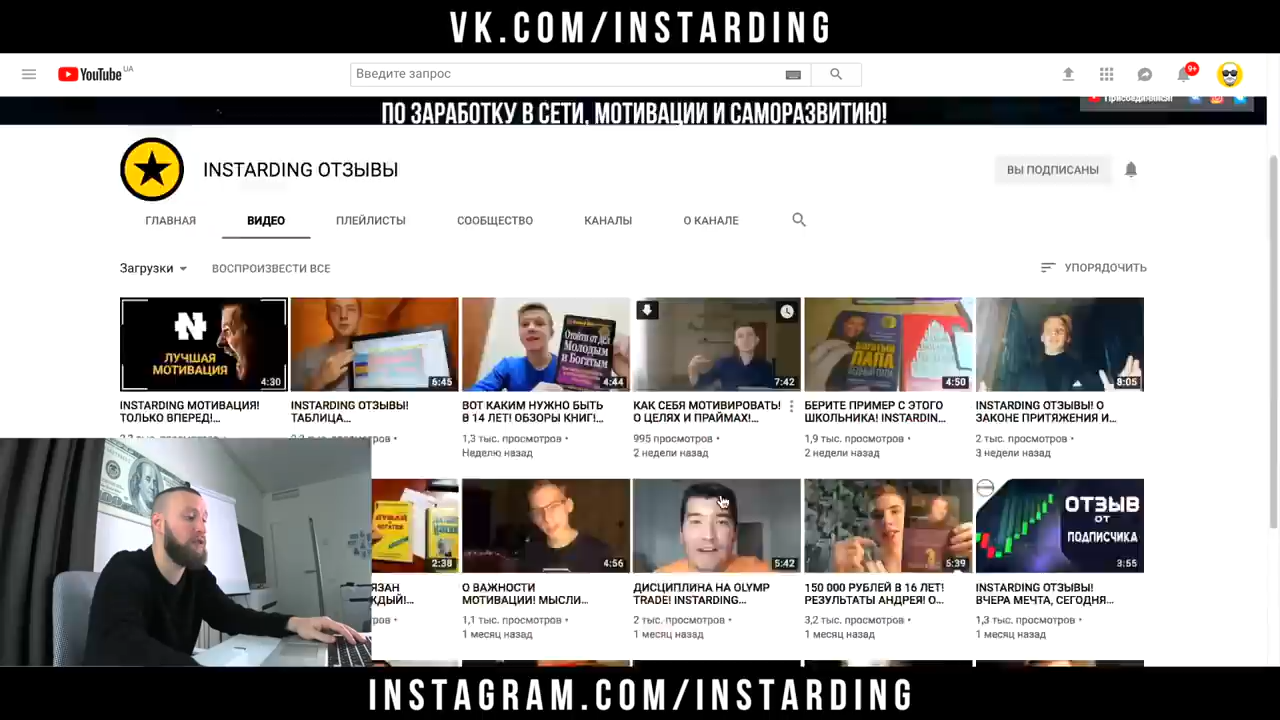 VK.COM/INSTARDING
YouTube UA
Введите запрос
9+
Присоединяйся!
ПО ЗАРАБОТКУ В СЕТИ, МОТИВАЦИИ И САМОРАЗВИТИЮ!
INSTARDING ОТЗЫВЫ
ВЫ ПОДПИСАНЫ
ГЛАВНАЯ ВИДЕО ПЛЕЙЛИСТЫ СООБЩЕСТВО КАНАЛЫ О КАНАЛЕ
Загрузки ВОСПРОИЗВЕСТИ ВСЕ УПОРЯДОЧИТЬ
ЛУЧШАЯ
МОТИВАЦИЯ
4:30
6:45
Отойти от дел
Молодым
и Богатым
4:44
7:42
БОГАТЫЙ
ПАПА
4:50
8:05
INSTARDING МОТИВАЦИЯ!
ТОЛЬКО ВПЕРЕД!...
INSTARDING ОТЗЫВЫ!
ТАБЛИЦА...
ВОТ КАКИМ НУЖНО БЫТЬ
В 14 ЛЕТ! ОБЗОРЫ КНИГ!...
1,3 тыс. просмотров •
Неделю назад
КАК СЕБЯ МОТИВИРОВАТЬ!
О ЦЕЛЯХ И ПРАЙМАХ!...
995 просмотров •
2 недели назад
БЕРИТЕ ПРИМЕР С ЭТОГО
ШКОЛЬНИКА! INSTARDIN...
1,9 тыс. просмотров •
2 недели назад
INSTARDING ОТЗЫВЫ! О
ЗАКОНЕ ПРИТЯЖЕНИЯ И...
2 тыс. просмотров •
3 недели назад
2:38
4:56
5:42
5:39
ОТЗЫВ
ОТ
ПОДПИСЧИКА
3:55
О ВАЖНОСТИ
МОТИВАЦИИ! МЫСЛИ...
1,1 тыс. просмотров •
1 месяц назад
ДИСЦИПЛИНА НА OLYMP
TRADE! INSTARDING...
2 тыс. просмотров •
1 месяц назад
150 000 РУБЛЕЙ В 16 ЛЕТ!
РЕЗУЛЬТАТЫ АНДРЕЯ! О...
3,2 тыс. просмотров •
1 месяц назад
INSTARDING ОТЗЫВЫ!
ВЧЕРА МЕЧТА, СЕГОДНЯ...
1,3 тыс. просмотров •
1 месяц назад
INSTAGRAM.COM/INSTARDING